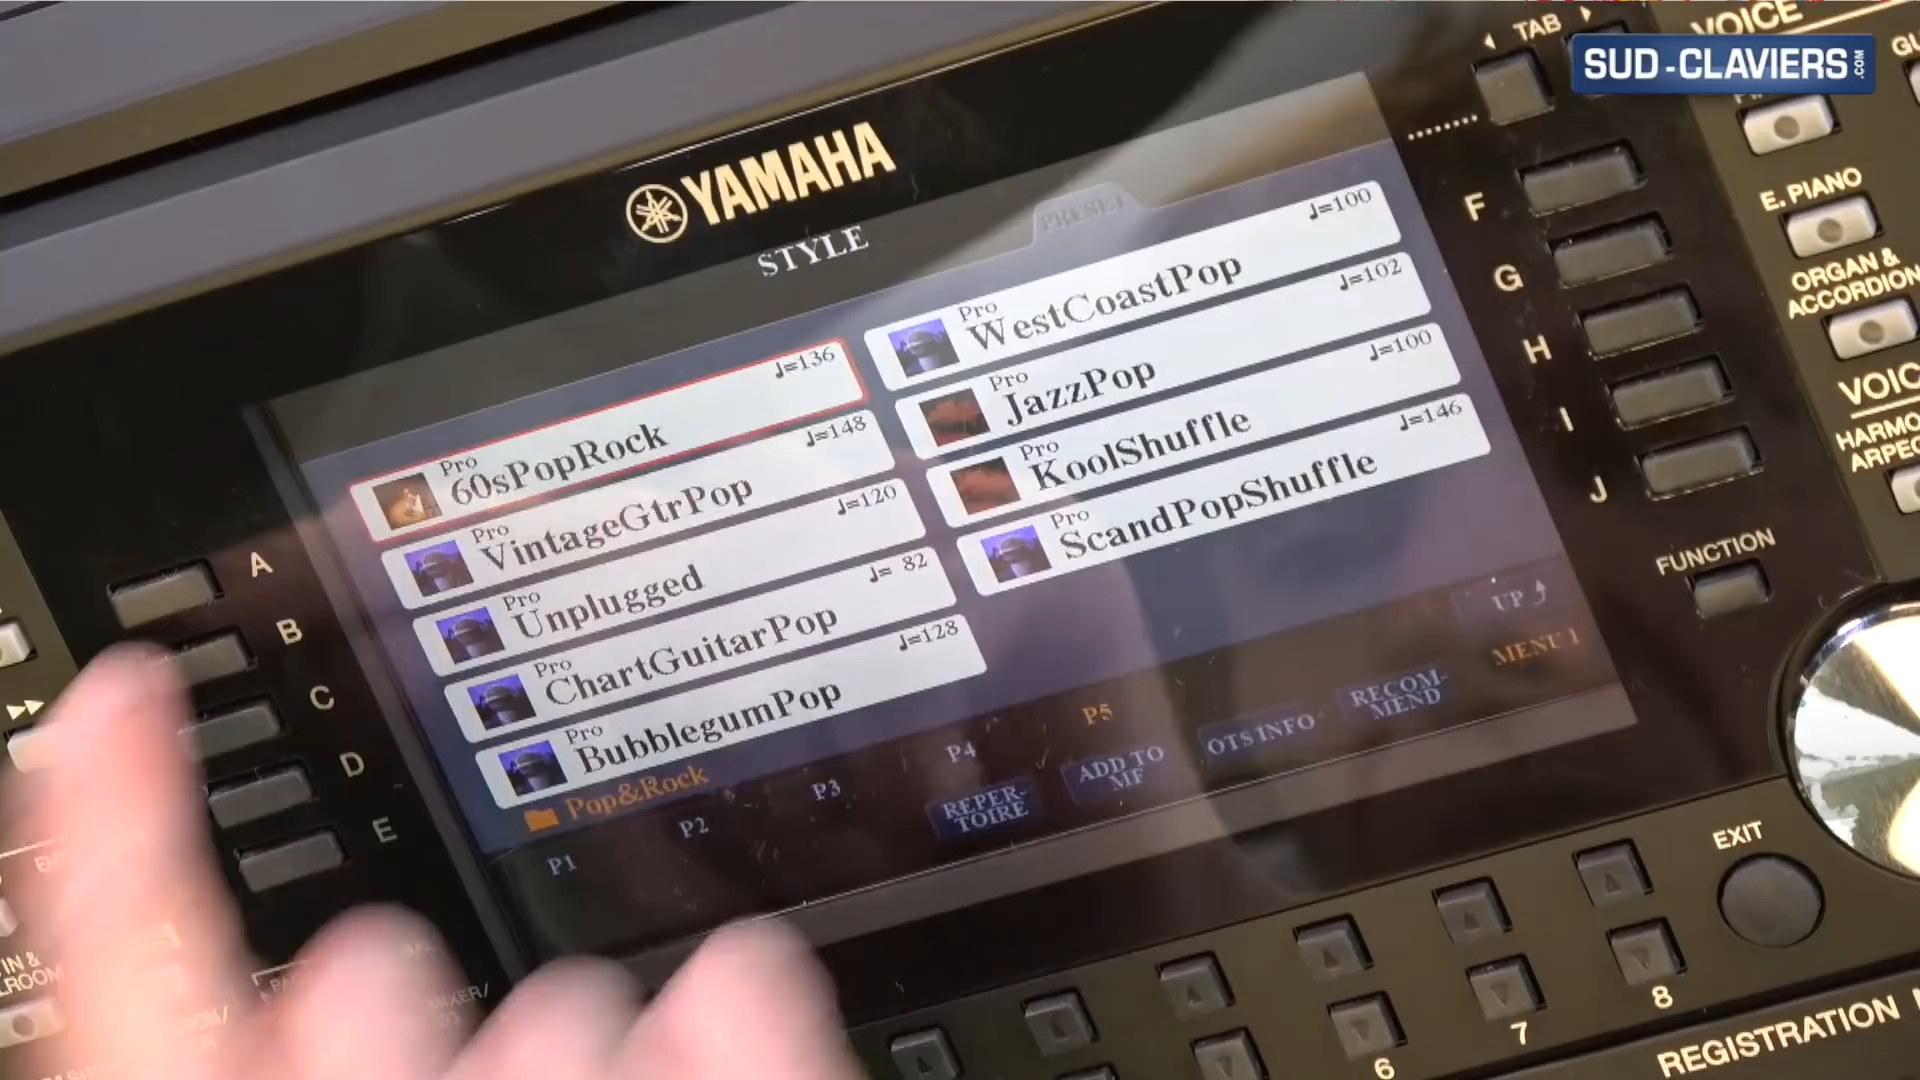 SUD-CLAVIERS.COM
VOICE
TAB
YAMAHA
STYLE
PRESET
Pro
60sPopRock
♩=136
Pro
VintageGtrPop
♩=148
Pro
Unplugged
♩=120
Pro
ChartGuitarPop
♩= 82
Pro
BubblegumPop
♩=128
Pro
WestCoastPop
♩=100
Pro
JazzPop
♩=102
Pro
KoolShuffle
♩=100
Pro
ScandPopShuffle
♩=146
Pop&Rock
P1
P2
P3
P4
P5
UP
MENU 1
REPER-
TOIRE
ADD TO
MF
OTS INFO
RECOM-
MEND
A
B
C
D
E
F
G
H
I
J
E. PIANO
ORGAN &
ACCORDION
FUNCTION
EXIT
6
7
8
REGISTRATION
IN &